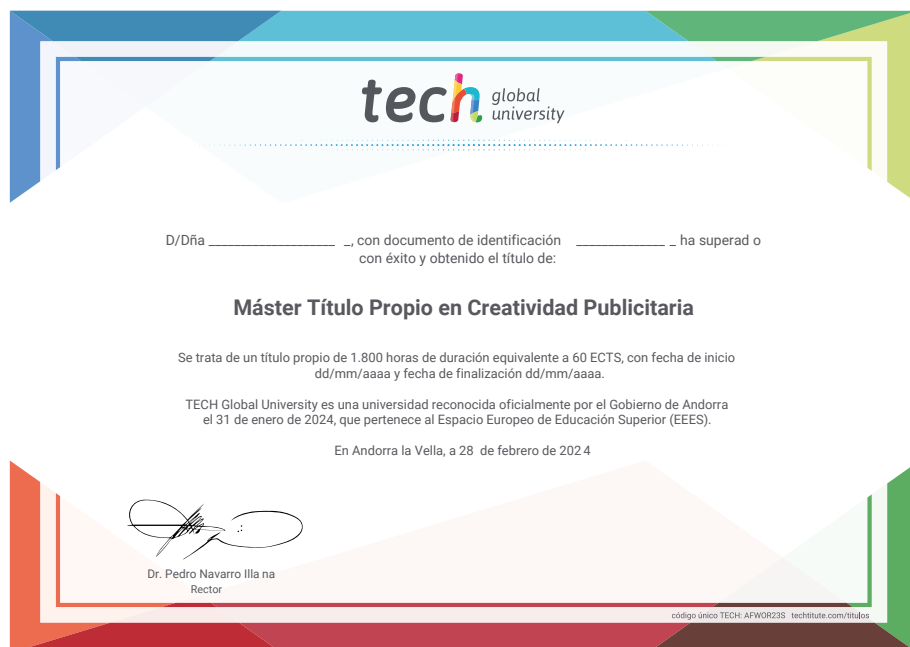 tech global
university
D/Dña ____________________ _, con documento de identificación ______________ _ ha superad o
con éxito y obtenido el título de:
Máster Título Propio en Creatividad Publicitaria
Se trata de un título propio de 1.800 horas de duración equivalente a 60 ECTS, con fecha de inicio
dd/mm/aaaa y fecha de finalización dd/mm/aaaa.
TECH Global University es una universidad reconocida oficialmente por el Gobierno de Andorra
el 31 de enero de 2024, que pertenece al Espacio Europeo de Educación Superior (EEES).
En Andorra la Vella, a 28 de febrero de 2024
Dr. Pedro Navarro Illa na
Rector
código único TECH: AFWOR23S techtitute.com/titulos